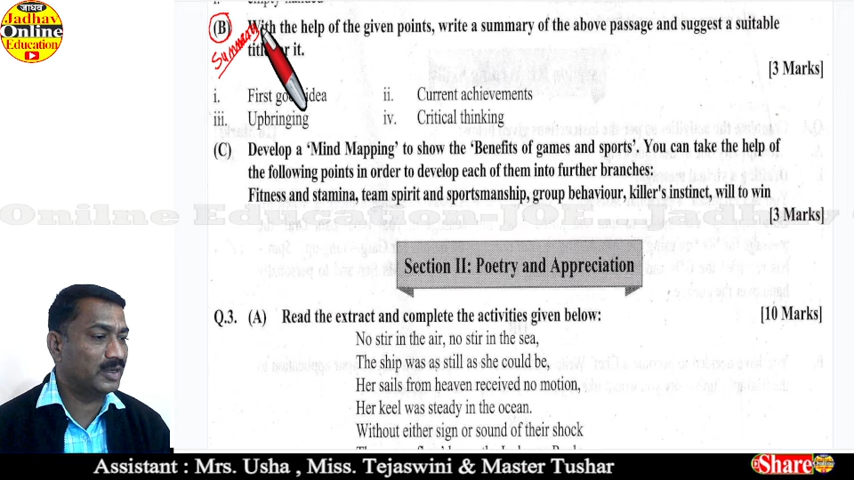 जाधव
Jadhav
Online
Education
i. empty handed
(B) With the help of the given points, write a summary of the above passage and suggest a suitable
Summary
it.
[3 Marks]
i. First good idea ii. Current achievements
iii. Upbringing iv. Critical thinking
(C) Develop a ‘Mind Mapping’ to show the ‘Benefits of games and sports’. You can take the help of
the following points in order to develop each of them into further branches:
Fitness and stamina, team spirit and sportsmanship, group behaviour, killer's instinct, will to win
Onilne Education-JOE... Jadhav
[3 Marks]
Section II: Poetry and Appreciation
Q.3. (A) Read the extract and complete the activities given below: [10 Marks]
No stir in the air, no stir in the sea,
The ship was as still as she could be,
Her sails from heaven received no motion,
Her keel was steady in the ocean.
Without either sign or sound of their shock
Share
Assistant : Mrs. Usha , Miss. Tejaswini & Master Tushar